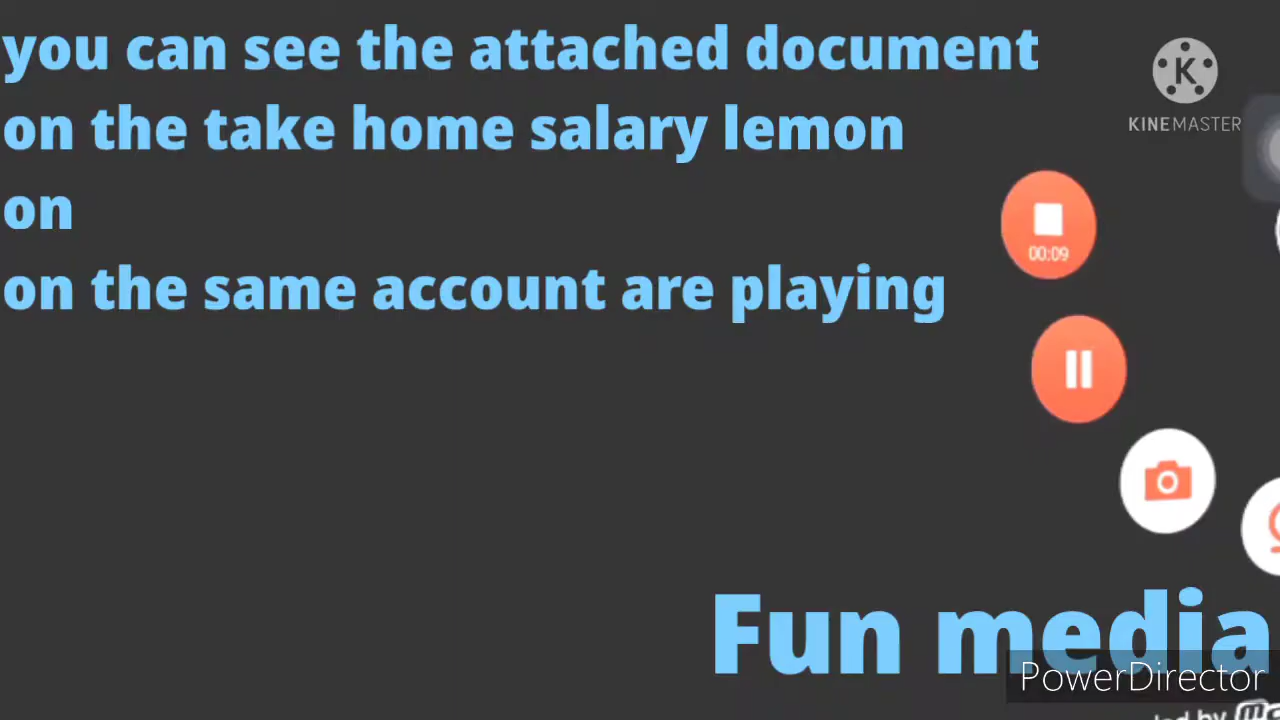 you can see the attached document
on the take home salary lemon
on
on the same account are playing
KINEMASTER
00:09
Fun media
PowerDirector
by